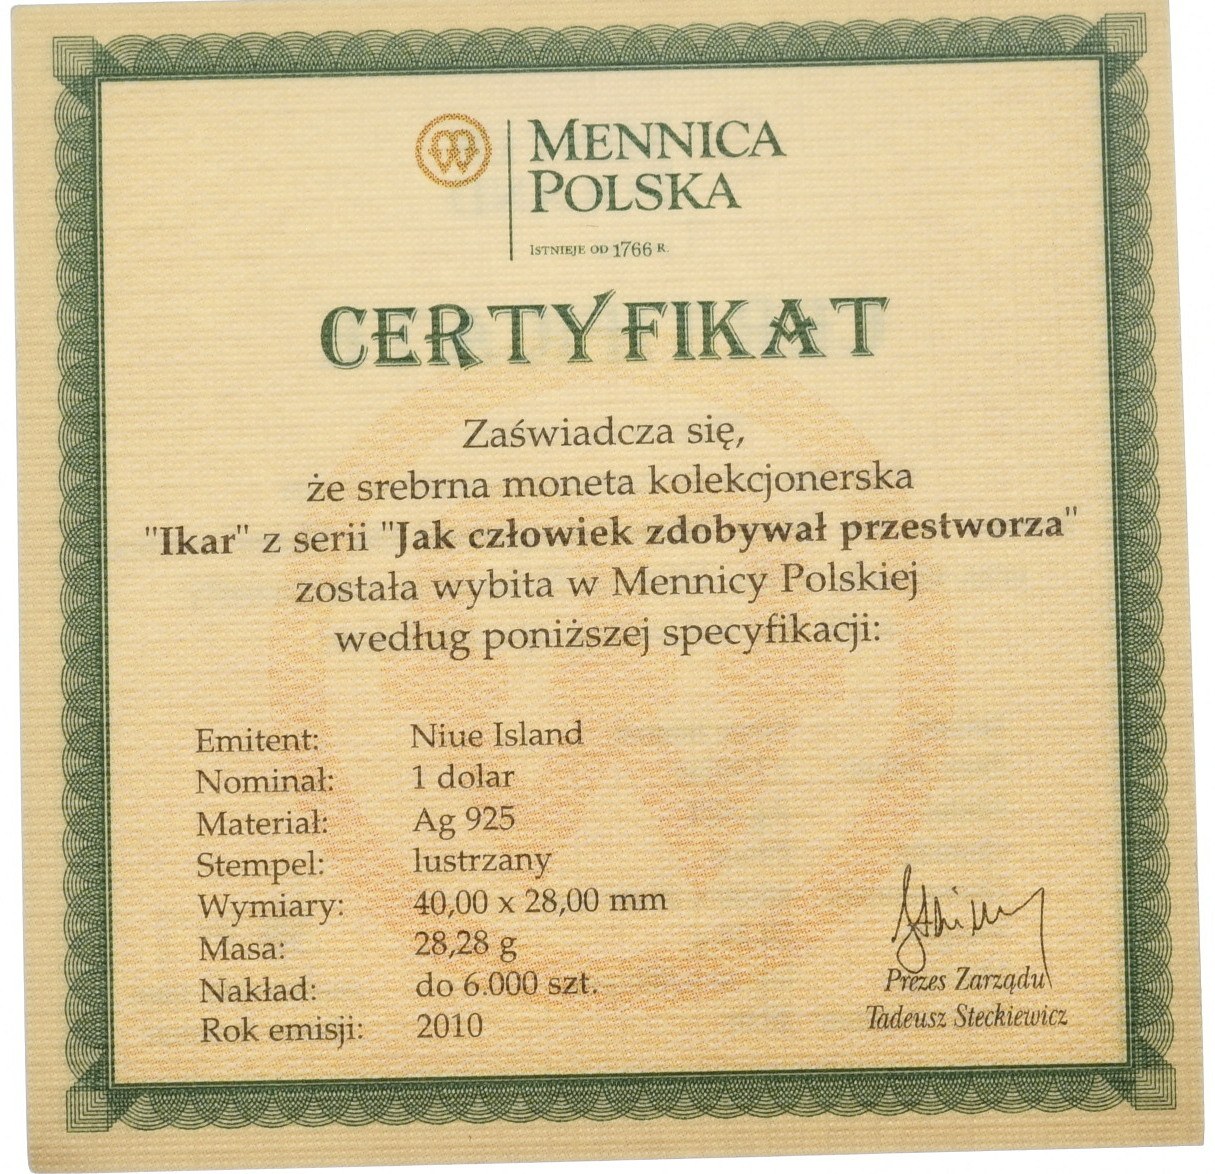 MENNICA
POLSKA
ISTNIEJE OD 1766 R.
CERTYFIKAT
Zaświadcza się,
że srebrna moneta kolekcjonerska
"Ikar" z serii "Jak człowiek zdobywał przestworza"
została wybita w Mennicy Polskiej
według poniższej specyfikacji:
Emitent: Niue Island
Nominał: 1 dolar
Materiał: Ag 925
Stempel: lustrzany
Wymiary: 40,00 x 28,00 mm
Masa: 28,28 g
Nakład: do 6.000 szt.
Rok emisji: 2010
Prezes Zarządu
Tadeusz Steckiewicz